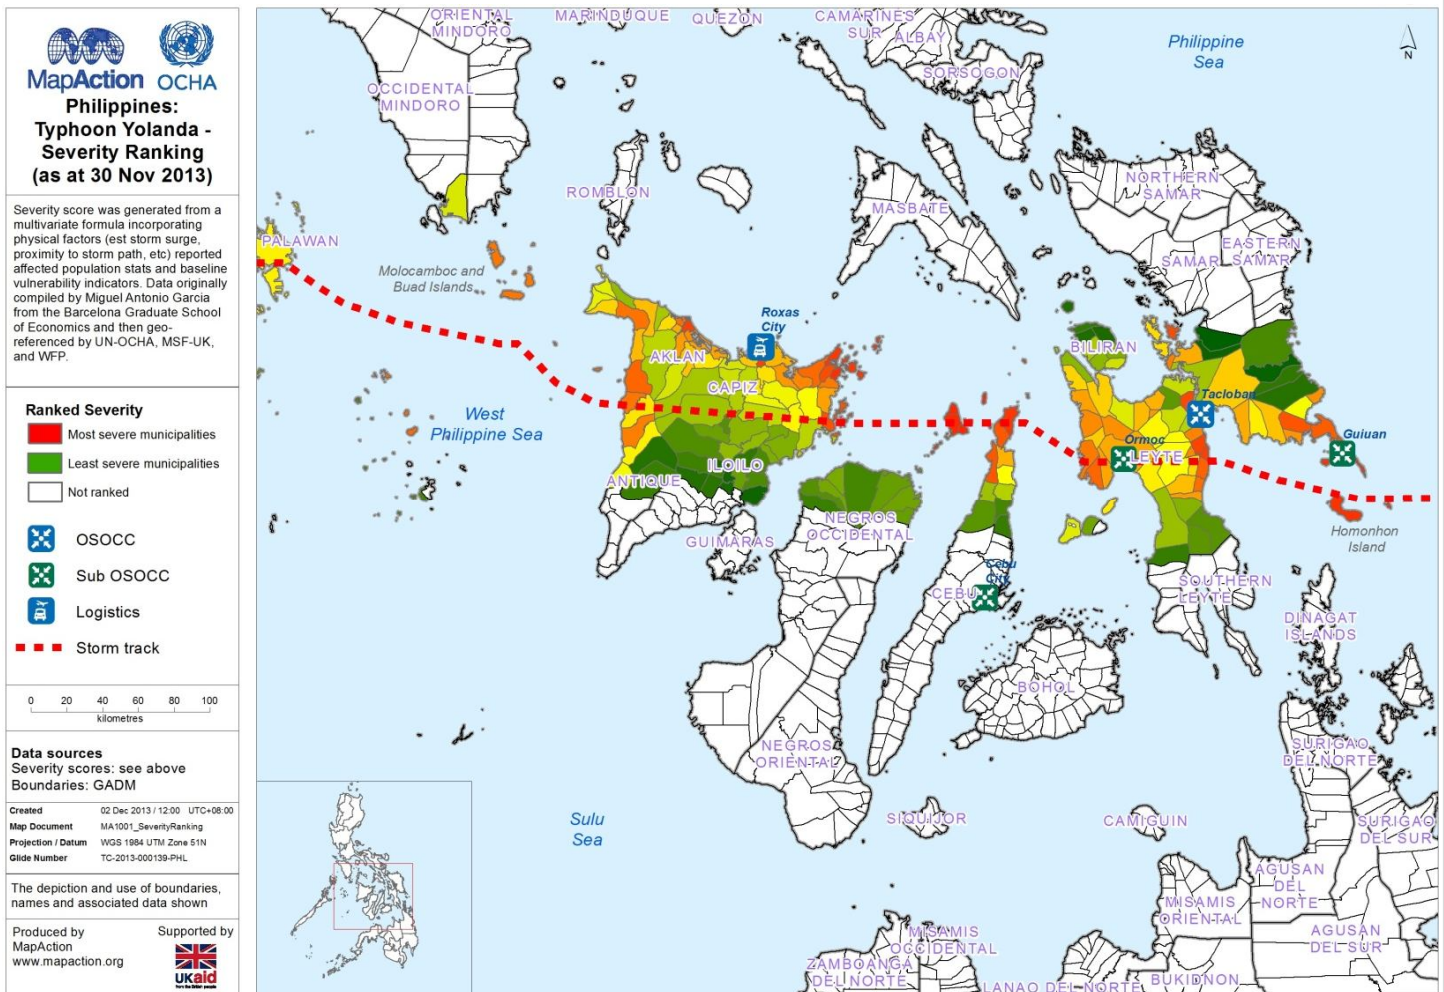 MapAction
OCHA
Philippines:
Typhoon Yolanda -
Severity Ranking
(as at 30 Nov 2013)
Severity score was generated from a
multivariate formula incorporating
physical factors (est storm surge,
proximity to storm path, etc) reported
affected population stats and baseline
vulnerability indicators. Data originally
compiled by Miguel Antonio Garcia
from the Barcelona Graduate School
of Economics and then geo-
referenced by UN-OCHA, MSF-UK,
and WFP.
Ranked Severity
Most severe municipalities
Least severe municipalities
Not ranked
OSOCC
Sub OSOCC
Logistics
Storm track
0 20 40 60 80 100
kilometres
Data sources
Severity scores: see above
Boundaries: GADM
Created 02 Dec 2013 / 12:00 UTC+08:00
Map Document MA1001_SeverityRanking
Projection / Datum WGS 1984 UTM Zone 51N
Glide Number TC-2013-000139-PHL
The depiction and use of boundaries,
names and associated data shown
Produced by
MapAction
www.mapaction.org
Supported by
UKaid
from the British people
ORIENTAL
MINDORO
MARINDUQUE
QUEZON
CAMARINES
SUR
ALBAY
SORSOGON
Philippine
Sea
N
OCCIDENTAL
MINDORO
ROMBLON
MASBATE
NORTHERN
SAMAR
EASTERN
SAMAR
SAMAR
PALAWAN
Molocamboc and
Buad Islands
Roxas
City
AKLAN
CAPIZ
BILIRAN
Tacloban
West
Philippine Sea
Ormoc
LEYTE
Guiuan
ILOILO
ANTIQUE
NEGROS
OCCIDENTAL
GUIMARAS
Homonhon
Island
Cebu
City
CEBU
SOUTHERN
LEYTE
DINAGAT
ISLANDS
BOHOL
NEGROS
ORIENTAL
SURIGAO
DEL NORTE
Sulu
Sea
SIQUIJOR
CAMIGUIN
SURIGAO
DEL SUR
AGUSAN
DEL
NORTE
MISAMIS
ORIENTAL
AGUSAN
DEL SUR
MISAMIS
OCCIDENTAL
ZAMBOANGA
DEL NORTE
LANAO DEL NORTE
BUKIDNON